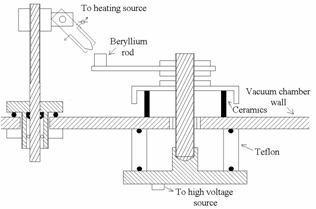 To heating source
Beryllium
rod
Vacuum chamber
wall
Ceramics
Teflon
To high voltage
source